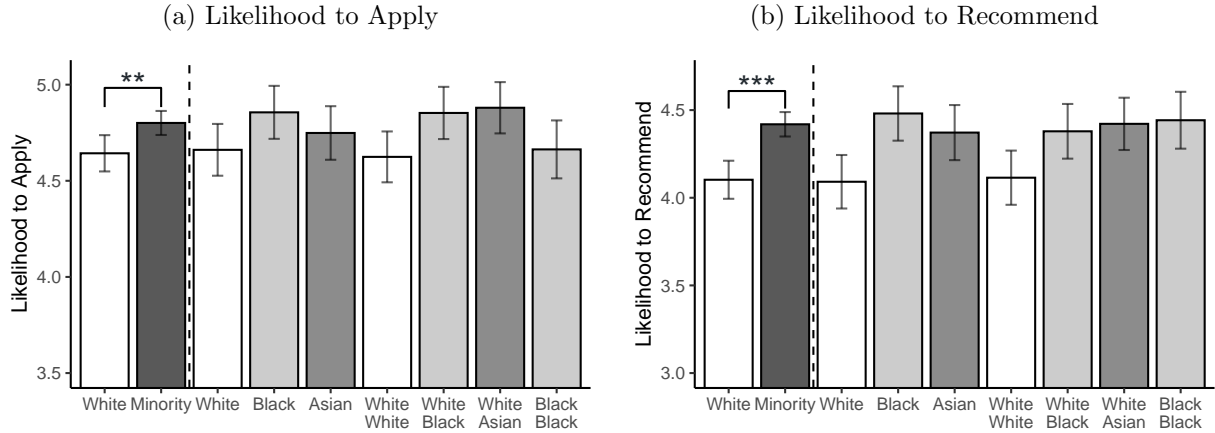 (a) Likelihood to Apply
Likelihood to Apply
5.0
4.5
4.0
3.5
**
White Minority White Black Asian White White White Black
White Black Asian Black
(b) Likelihood to Recommend
Likelihood to Recommend
4.5
4.0
3.5
3.0
***
White Minority White Black Asian White White White Black
White Black Asian Black